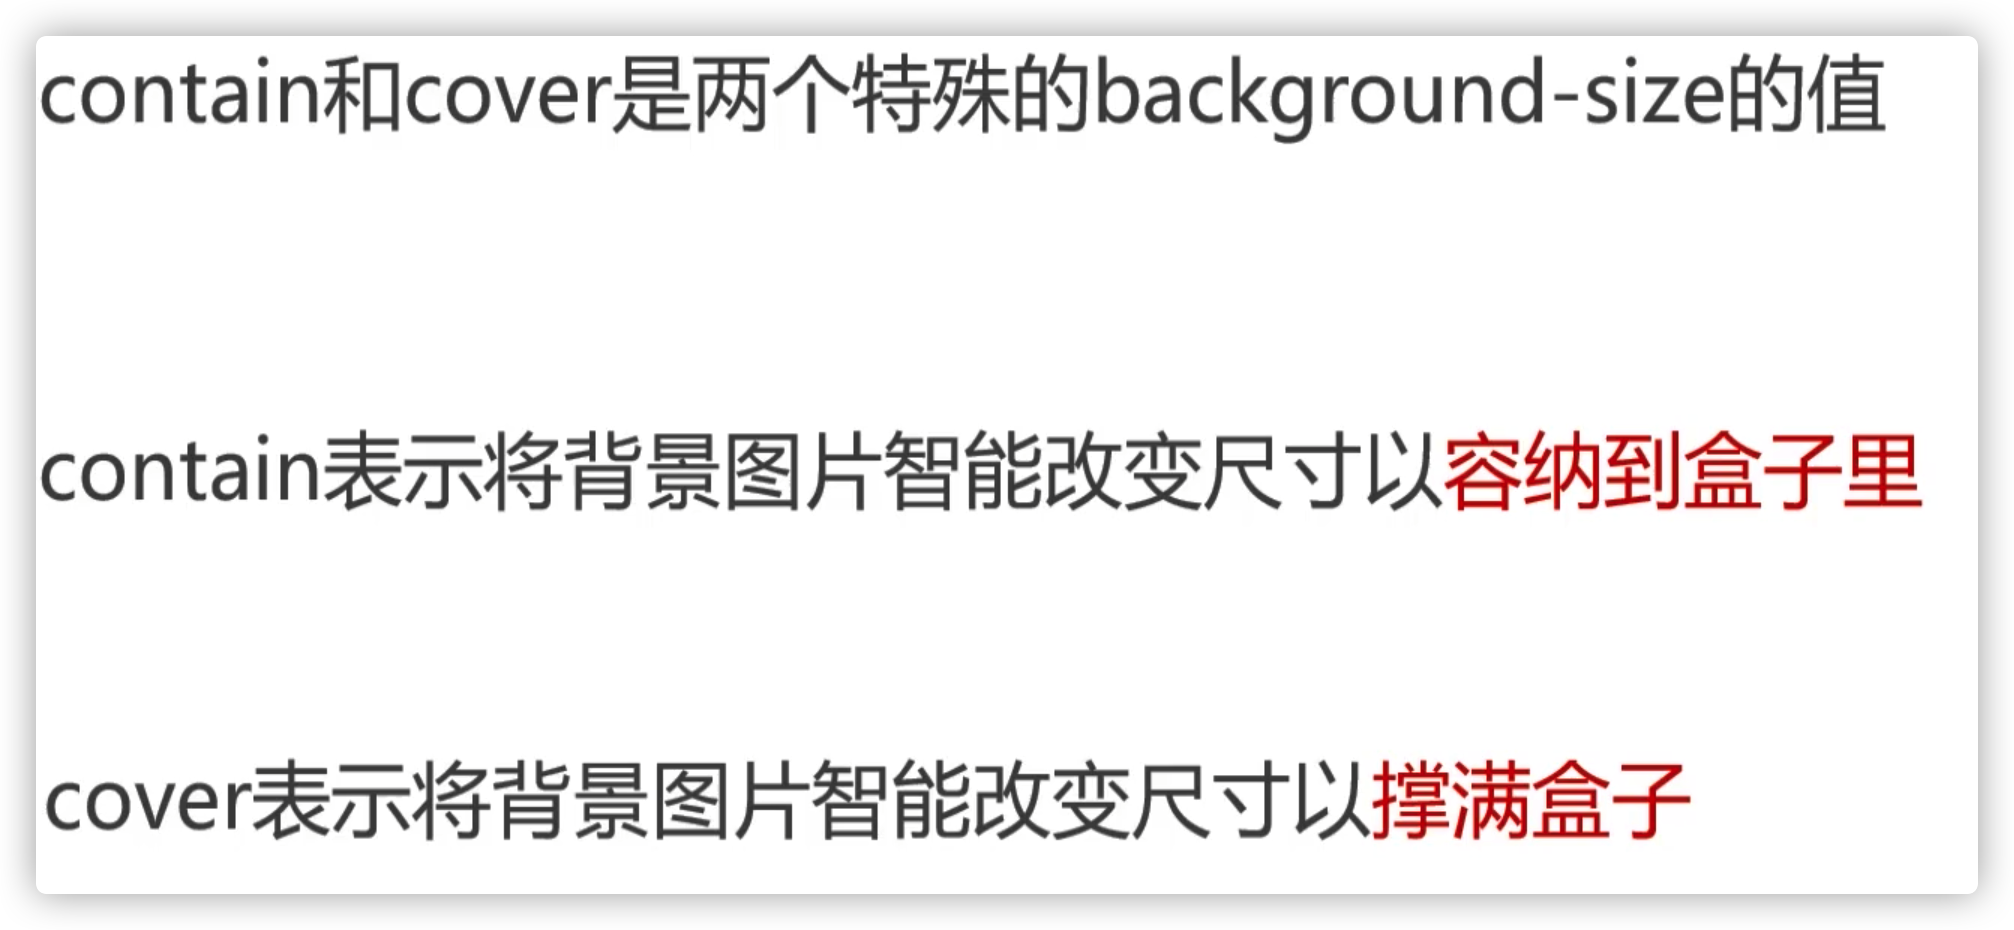 contain和cover是两个特殊的background-size的值
contain表示将背景图片智能改变尺寸以容纳到盒子里
cover表示将背景图片智能改变尺寸以撑满盒子